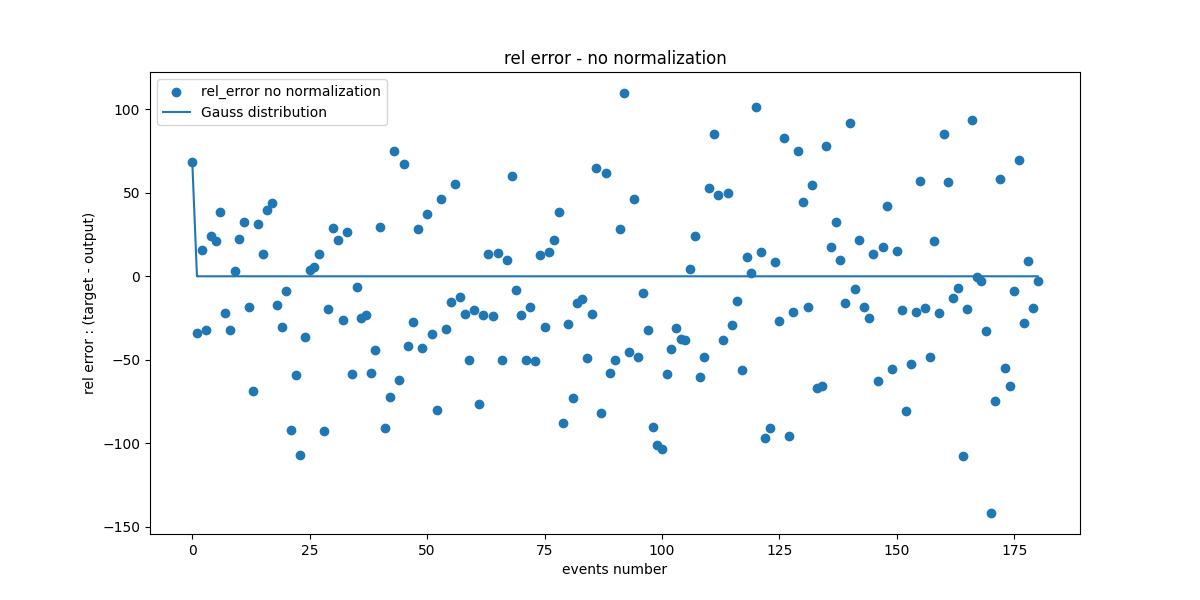 rel error - no normalization
rel_error no normalization
Gauss distribution
100
50
0
−50
−100
−150
rel error : (target - output)
0 25 50 75 100 125 150 175
events number